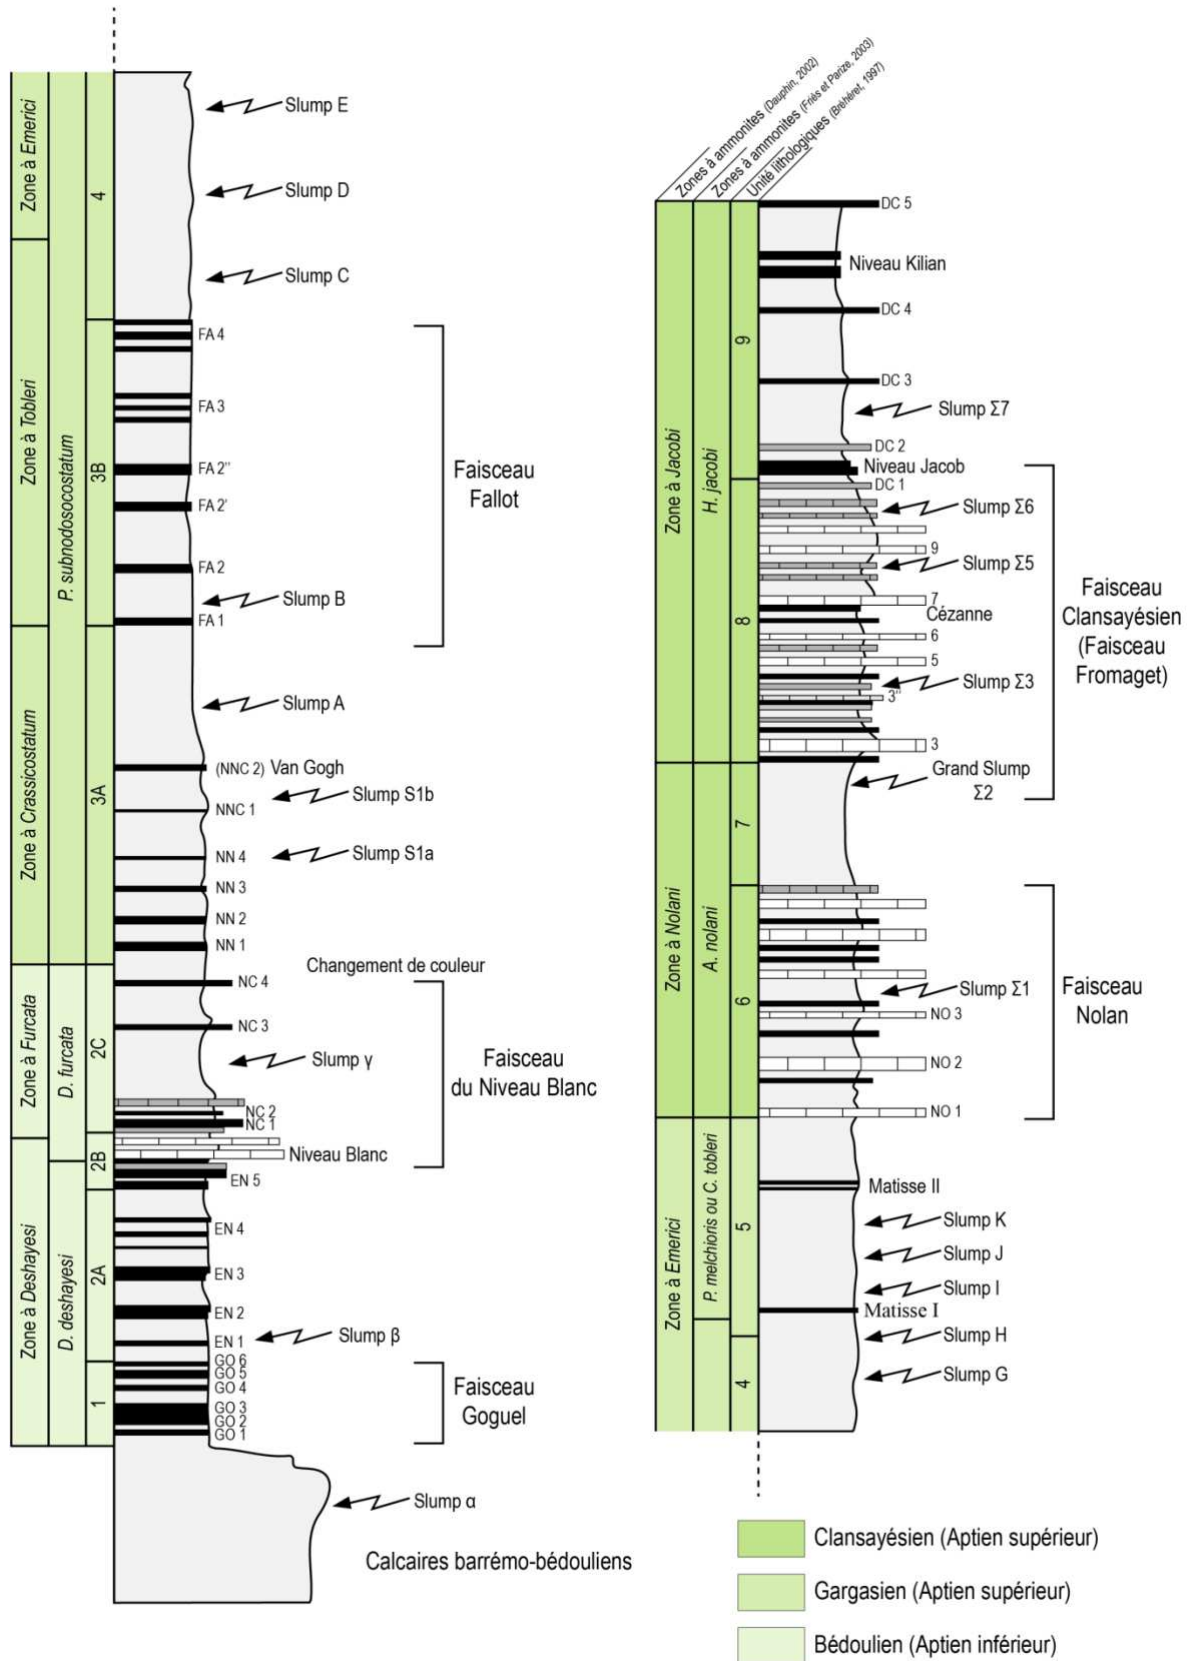 Zone à Emerici
Zone à Tobleri
Zone à Crassicostatum
Zone à Furcata
Zone à Deshayesi
P. subnodosocostatum
D. furcata
D. deshayesi
4
3B
3A
2C
2B
2A
1
Slump E
Slump D
Slump C
FA 4
FA 3
FA 2''
FA 2'
FA 2
Slump B
FA 1
Faisceau
Fallot
Slump A
(NNC 2) Van Gogh
Slump S1b
NNC 1
NN 4
Slump S1a
NN 3
NN 2
NN 1
Changement de couleur
NC 4
NC 3
Slump γ
Faisceau
du Niveau Blanc
NC 2
NC 1
Niveau Blanc
EN 5
EN 4
EN 3
EN 2
EN 1
Slump β
GO 6
GO 5
GO 4
GO 3
GO 2
GO 1
Faisceau
Goguel
Slump α
Calcaires barrémo-bédouliens
Zones à ammonites (Dauphin, 2002)
Zones à ammonites (Friès et Parize, 2003)
Unité lithologiques (Bréhéret, 1997)
Zone à Jacobi
Zone à Nolani
Zone à Emerici
H. jacobi
A. nolani
P. melchioris ou C. tobleri
9
8
7
6
5
4
DC 5
Niveau Kilian
DC 4
DC 3
Slump Σ7
DC 2
Niveau Jacob
DC 1
Slump Σ6
9
Slump Σ5
7
Cézanne
6
5
Slump Σ3
3''
3
Grand Slump
Σ2
Faisceau
Clansayésien
(Faisceau
Fromaget)
Slump Σ1
NO 3
NO 2
NO 1
Faisceau
Nolan
Matisse II
Slump K
Slump J
Slump I
Matisse I
Slump H
Slump G
Clansayésien (Aptien supérieur)
Gargasien (Aptien supérieur)
Bédoulien (Aptien inférieur)